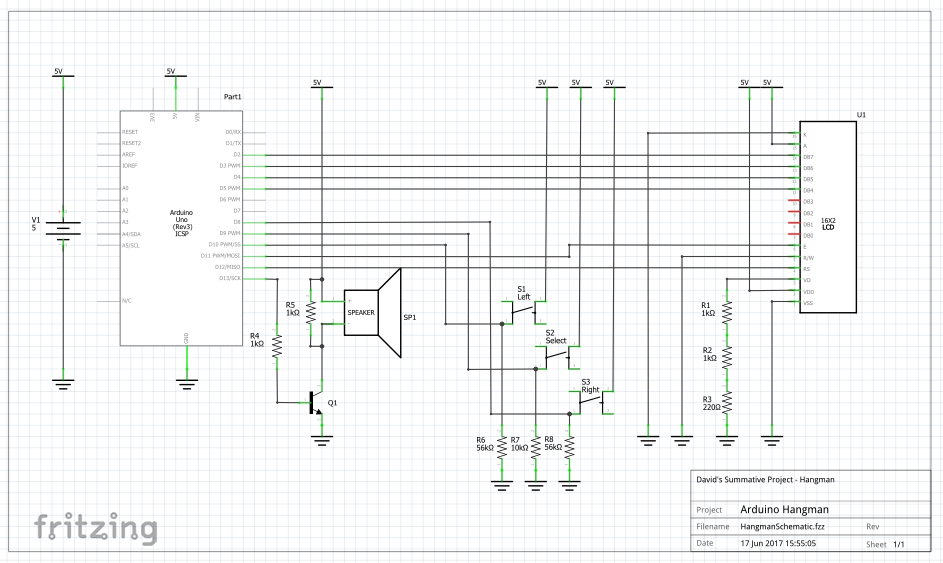 5V
5V
5V
5V
5V
5V
5V
5V
Part1
U1
3V3
5V
VIN
RESET
RESET2
AREF
IOREF
A0
A1
A2
A3
A4/SDA
A5/SCL
N/C
GND
D0/RX
D1/TX
D2
D3 PWM
D4
D5 PWM
D6 PWM
D7
D8
D9 PWM
D10 PWM/SS
D11 PWM/MOSI
D12/MISO
D13/SCK
Arduino
Uno
(Rev3)
ICSP
V1
5
K
A
DB7
DB6
DB5
DB4
DB3
DB2
DB1
DB0
E
R/W
RS
VO
VDD
VSS
16X2
LCD
S1
Left
S2
Select
S3
Right
R5
1kΩ
SPEAKER
SP1
R4
1kΩ
Q1
R1
1kΩ
R2
1kΩ
R3
220Ω
R6
56kΩ
R7
10kΩ
R8
56kΩ
David's Summative Project - Hangman
Project Arduino Hangman
Filename HangmanSchematic.fzz Rev
Date 17 Jun 2017 15:55:05 Sheet 1/1
fritzing